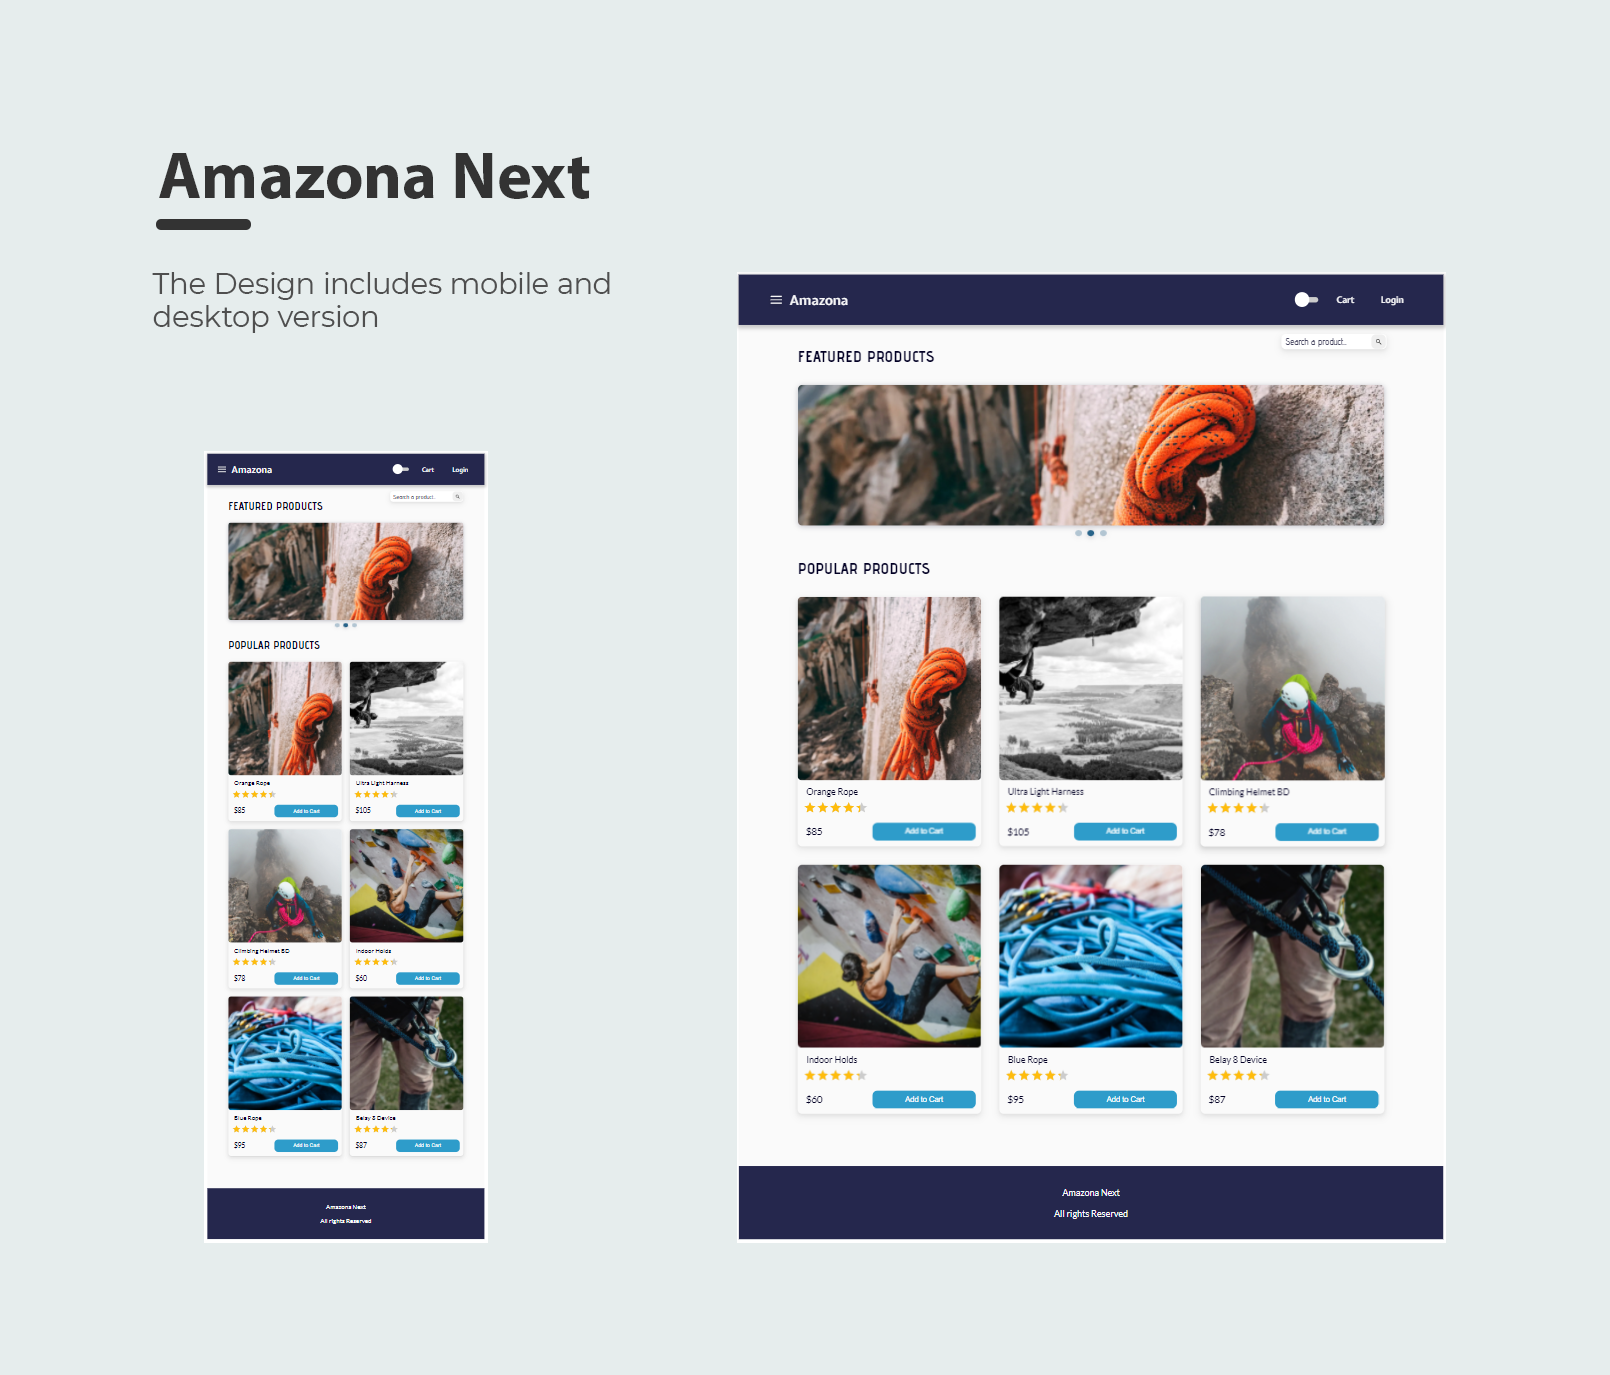 Amazona Next
The Design includes mobile and
desktop version
Amazona
Cart
Login
Search a product..
FEATURED PRODUCTS
POPULAR PRODUCTS
Orange Rope
$85
Add to Cart
Ultra Light Harness
$105
Add to Cart
Climbing Helmet BD
$78
Add to Cart
Indoor Holds
$60
Add to Cart
Blue Rope
$95
Add to Cart
Belay 8 Device
$87
Add to Cart
Amazona Next
All rights Reserved
Amazona
Cart
Login
Search a product..
FEATURED PRODUCTS
POPULAR PRODUCTS
Orange Rope
$85
Add to Cart
Ultra Light Harness
$105
Add to Cart
Climbing Helmet BD
$78
Add to Cart
Indoor Holds
$60
Add to Cart
Blue Rope
$95
Add to Cart
Belay 8 Device
$87
Add to Cart
Amazona Next
All rights Reserved